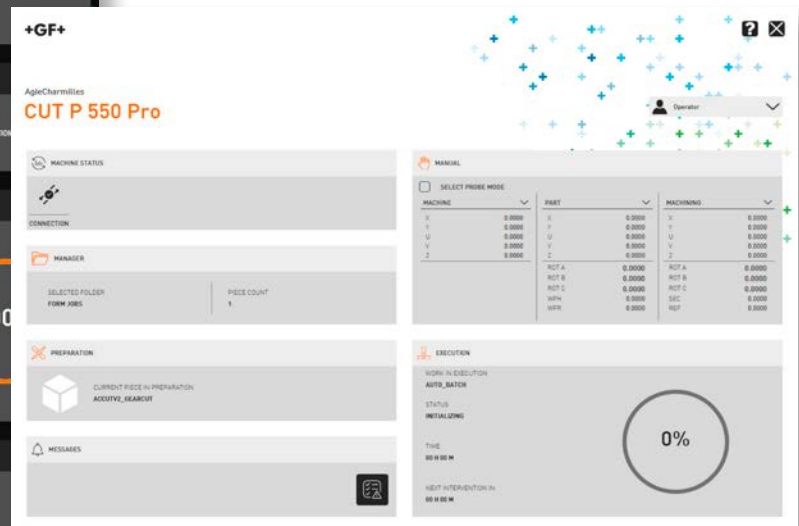 +GF+
AgieCharmilles
CUT P 550 Pro
Operator
MACHINE STATUS
CONNECTION
MANAGER
SELECTED FOLDER
FORM JOBS
PIECE COUNT
1
PREPARATION
CURRENT PIECE IN PREPARATION
ACCUTV2_GEARCUT
MESSAGES
MANUAL
SELECT PROBE MODE
MACHINE PART MACHINING
X 0.0000 X 0.0000 X 0.0000
Y 0.0000 Y 0.0000 Y 0.0000
U 0.0000 U 0.0000 U 0.0000
V 0.0000 V 0.0000 V 0.0000
Z 0.0000 Z 0.0000 Z 0.0000
ROT A 0.0000 ROT A 0.0000
ROT B 0.0000 ROT B 0.0000
ROT C 0.0000 ROT C 0.0000
WPH 0.0000 SEC 0.0000
WPR 0.0000 REF 0.0000
EXECUTION
WORK IN EXECUTION
AUTO_BATCH
STATUS
INITIALIZING
TIME
00 H 00 M
NEXT INTERVENTION IN
00 H 00 M
0%